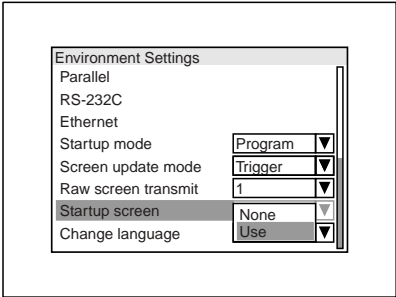 Environment Settings
Parallel
RS-232C
Ethernet
Startup mode Program
Screen update mode Trigger
Raw screen transmit 1
Startup screen None
Change language Use